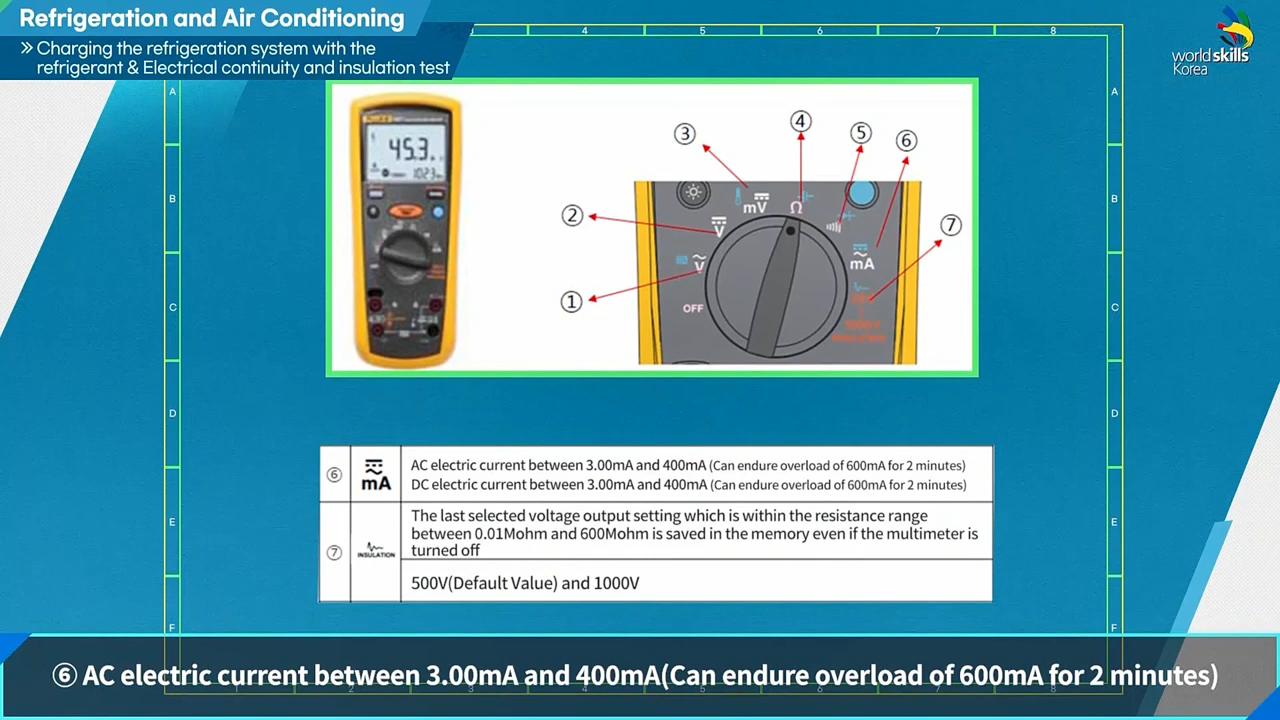 Refrigeration and Air Conditioning
» Charging the refrigeration system with the
refrigerant & Electrical continuity and insulation test
world skills
Korea
3 4 5 6 7 8
A A
B B
C C
D D
E E
F F
45.3
① ② ③ ④ ⑤ ⑥ ⑦
mV
Ω
V
V
mA
OFF
⑥ mA AC electric current between 3.00mA and 400mA (Can endure overload of 600mA for 2 minutes)
DC electric current between 3.00mA and 400mA (Can endure overload of 600mA for 2 minutes)
⑦ INSULATION The last selected voltage output setting which is within the resistance range
between 0.01Mohm and 600Mohm is saved in the memory even if the multimeter is
turned off
500V(Default Value) and 1000V
⑥ AC electric current between 3.00mA and 400mA(Can endure overload of 600mA for 2 minutes)